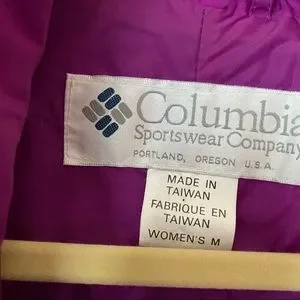 Columbia
Sportswear Company
PORTLAND, OREGON U.S.A.
MADE IN
TAIWAN
FABRIQUE EN
TAIWAN
WOMEN'S M